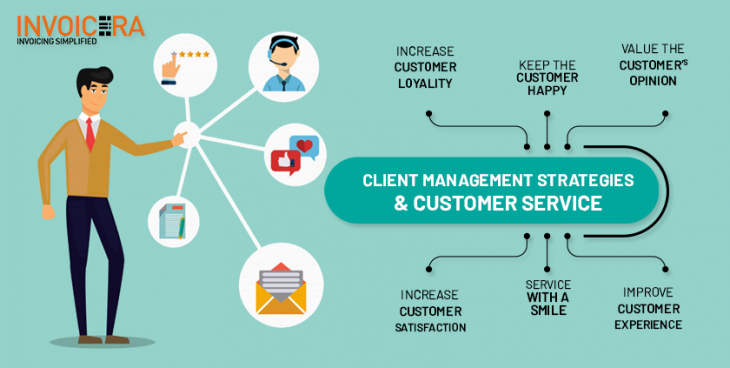 INVOICERA
INVOICING SIMPLIFIED
INCREASE
CUSTOMER
LOYALITY
KEEP THE
CUSTOMER
HAPPY
VALUE THE
CUSTOMER'S
OPINION
CLIENT MANAGEMENT STRATEGIES
& CUSTOMER SERVICE
INCREASE
CUSTOMER
SATISFACTION
SERVICE
WITH A
SMILE
IMPROVE
CUSTOMER
EXPERIENCE